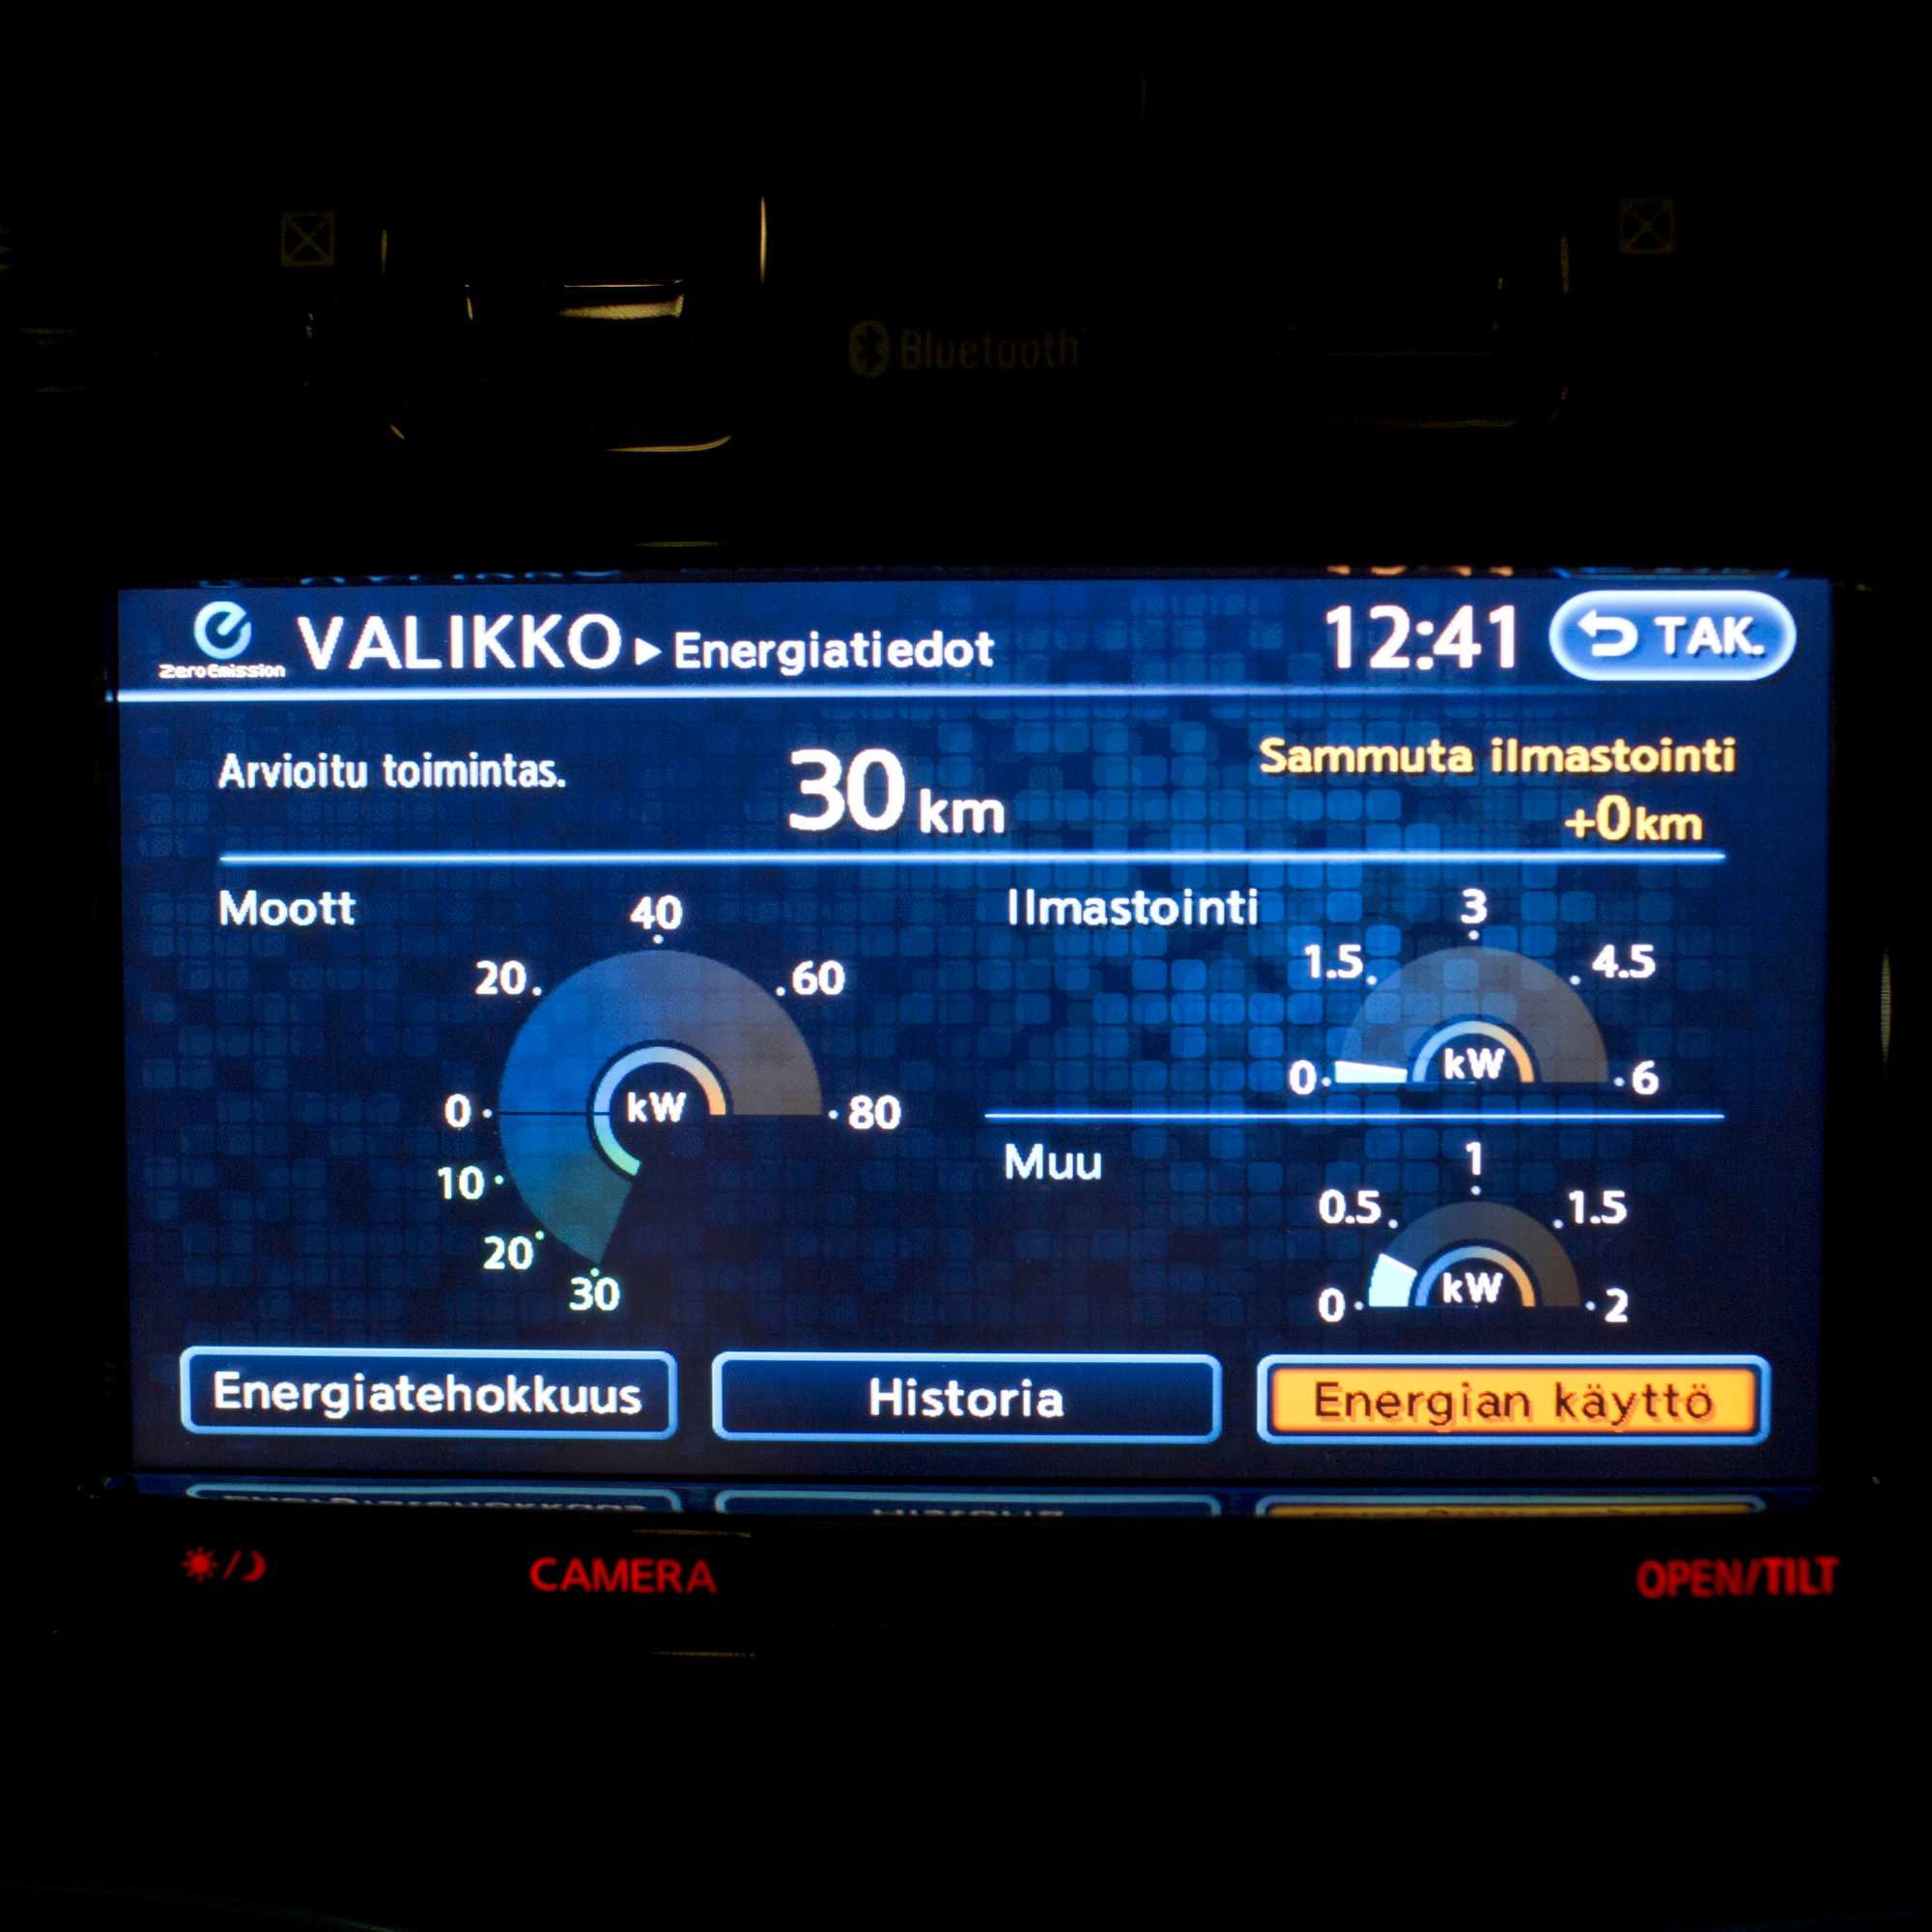 Bluetooth
ZeroEmission
VALIKKO ▸ Energiatiedot
12:41
TAK.
Arvioitu toimintas.
30 km
Sammuta ilmastointi
+0km
Moott
40
20
60
0
kW
80
10
20
30
Ilmastointi
3
1.5
4.5
0
kW
6
Muu
1
0.5
1.5
0
kW
2
Energiatehokkuus
Historia
Energian käyttö
CAMERA
OPEN/TILT